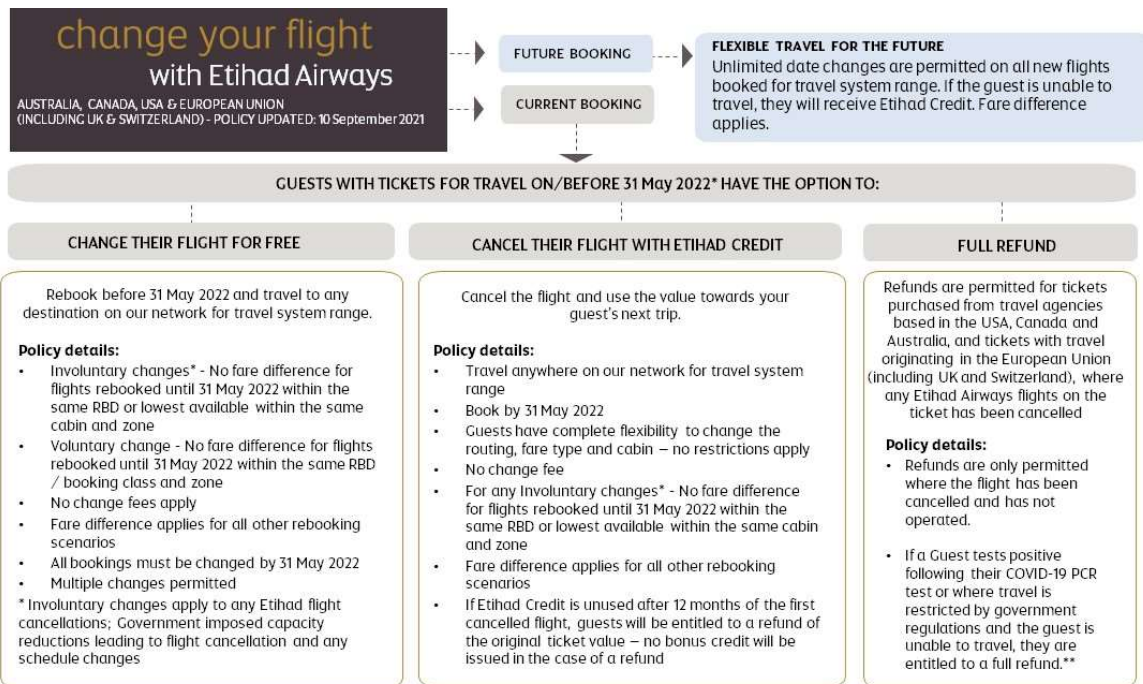 change your flight
with Etihad Airways
AUSTRALIA, CANADA, USA & EUROPEAN UNION
(INCLUDING UK & SWITZERLAND) - POLICY UPDATED: 10 September 2021
FUTURE BOOKING
CURRENT BOOKING
FLEXIBLE TRAVEL FOR THE FUTURE
Unlimited date changes are permitted on all new flights
booked for travel system range. If the guest is unable to
travel, they will receive Etihad Credit. Fare difference
applies.
GUESTS WITH TICKETS FOR TRAVEL ON/BEFORE 31 May 2022* HAVE THE OPTION TO:
CHANGE THEIR FLIGHT FOR FREE
Rebook before 31 May 2022 and travel to any
destination on our network for travel system range.
Policy details:
• Involuntary changes* - No fare difference for
flights rebooked until 31 May 2022 within the
same RBD or lowest available within the same
cabin and zone
• Voluntary change - No fare difference for flights
rebooked until 31 May 2022 within the same RBD
/ booking class and zone
• No change fees apply
• Fare difference applies for all other rebooking
scenarios
• All bookings must be changed by 31 May 2022
• Multiple changes permitted
* Involuntary changes apply to any Etihad flight
cancellations; Government imposed capacity
reductions leading to flight cancellation and any
schedule changes
CANCEL THEIR FLIGHT WITH ETIHAD CREDIT
Cancel the flight and use the value towards your
guest's next trip.
Policy details:
• Travel anywhere on our network for travel system
range
• Book by 31 May 2022
• Guests have complete flexibility to change the
routing, fare type and cabin – no restrictions apply
• No change fee
• For any Involuntary changes* - No fare difference
for flights rebooked until 31 May 2022 within the
same RBD or lowest available within the same cabin
and zone
• Fare difference applies for all other rebooking
scenarios
• If Etihad Credit is unused after 12 months of the first
cancelled flight, guests will be entitled to a refund of
the original ticket value – no bonus credit will be
issued in the case of a refund
FULL REFUND
Refunds are permitted for tickets
purchased from travel agencies
based in the USA, Canada and
Australia, and tickets with travel
originating in the European Union
(including UK and Switzerland), where
any Etihad Airways flights on the
ticket has been cancelled
Policy details:
• Refunds are only permitted
where the flight has been
cancelled and has not
operated.
• If a Guest tests positive
following their COVID-19 PCR
test or where travel is
restricted by government
regulations and the guest is
unable to travel, they are
entitled to a full refund.**